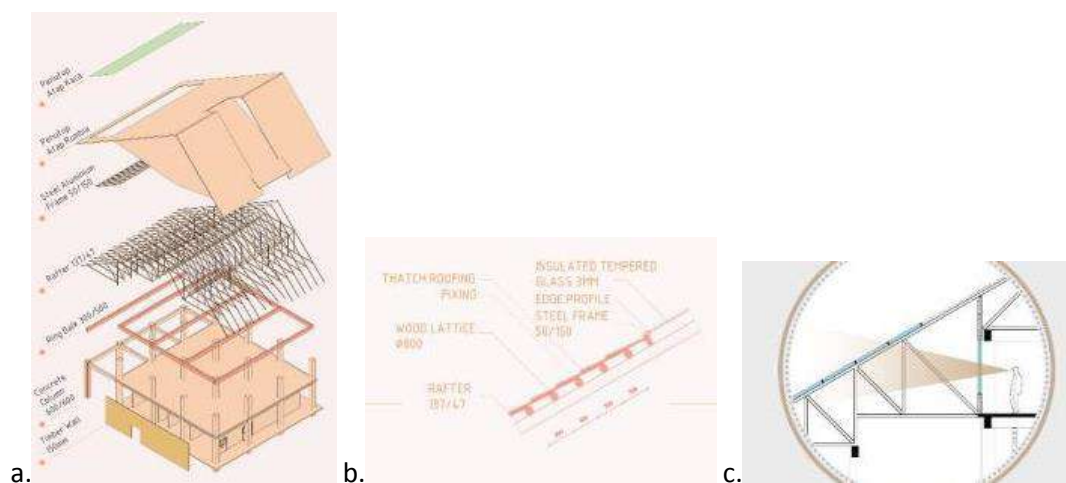 Penutup
Atap Kaca
Penutup
Atap Rumbia
Steel Aluminium
Frame 50/150
Rafter 137/47
Ring Balk 300/500
Concrete
Column
600/600
Timber Wall
150mm
a.
THATCH ROOFING
FIXING
WOOD LATTICE
Ø800
RAFTER
137/47
INSULATED TEMPERED
GLASS 3MM
EDGE PROFILE
STEEL FRAME
50/150
b.
c.